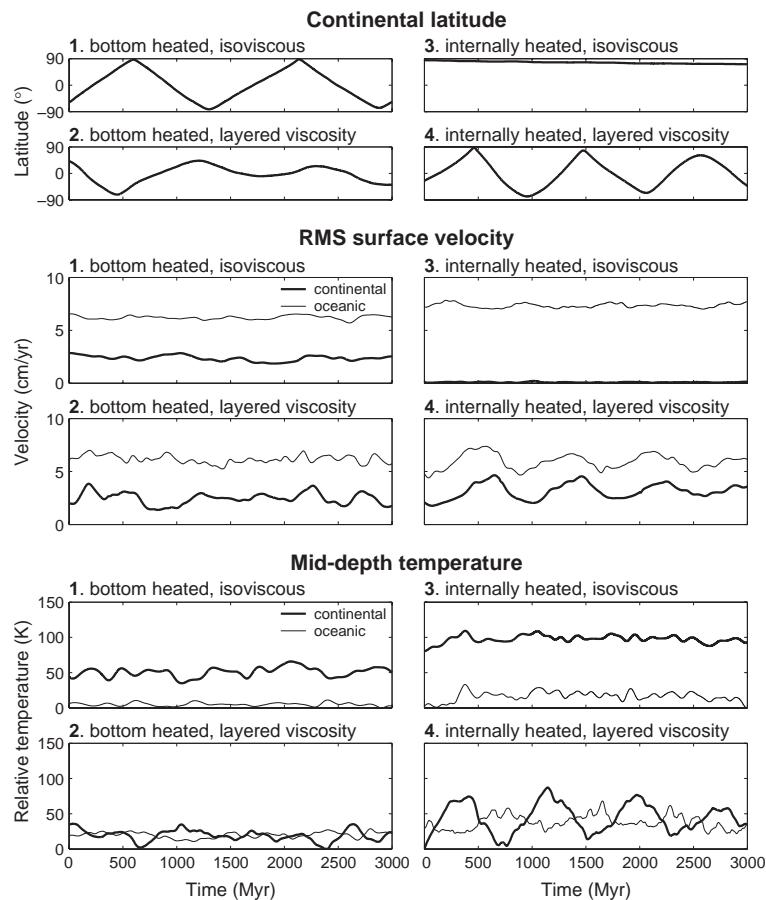 Continental latitude
1. bottom heated, isoviscous
3. internally heated, isoviscous
90
0
−90
2. bottom heated, layered viscosity
4. internally heated, layered viscosity
90
0
−90
Latitude (°)
RMS surface velocity
1. bottom heated, isoviscous
3. internally heated, isoviscous
10
5
0
continental
oceanic
2. bottom heated, layered viscosity
4. internally heated, layered viscosity
10
5
0
Velocity (cm/yr)
Mid-depth temperature
1. bottom heated, isoviscous
3. internally heated, isoviscous
150
100
50
0
continental
oceanic
2. bottom heated, layered viscosity
4. internally heated, layered viscosity
150
100
50
0
Relative temperature (K)
0 500 1000 1500 2000 2500 3000
0 500 1000 1500 2000 2500 3000
Time (Myr)
Time (Myr)